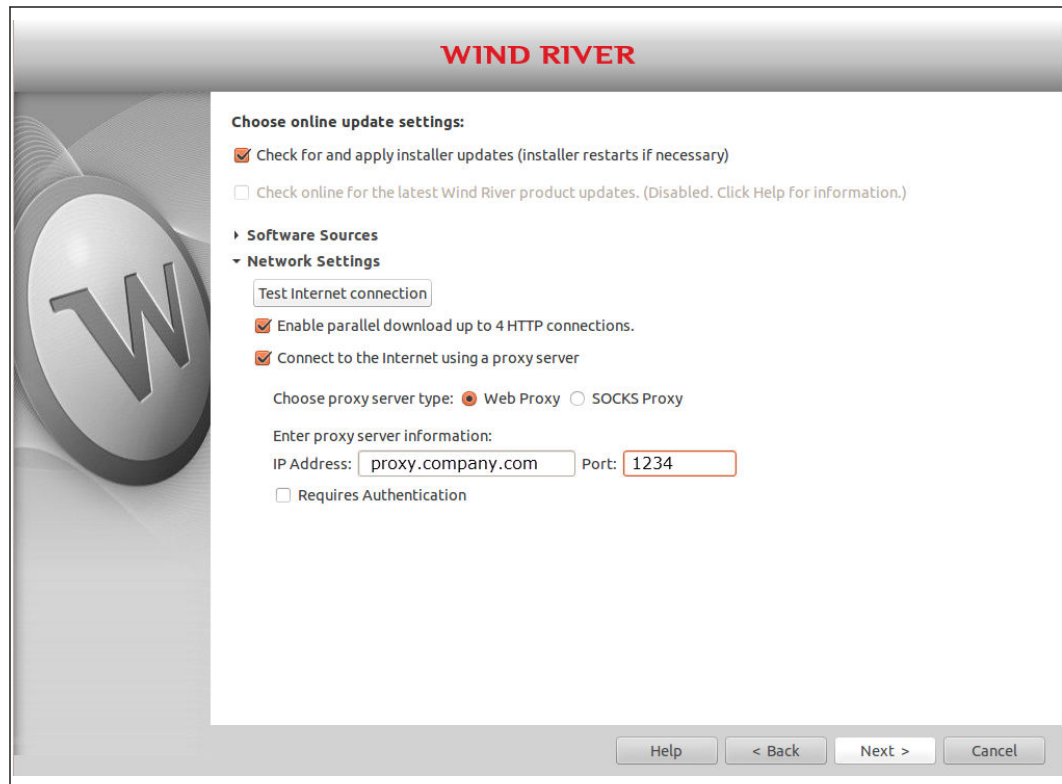 WIND RIVER
Choose online update settings:
Check for and apply installer updates (installer restarts if necessary)
Check online for the latest Wind River product updates. (Disabled. Click Help for information.)
Software Sources
Network Settings
Test Internet connection
Enable parallel download up to 4 HTTP connections.
Connect to the Internet using a proxy server
Choose proxy server type: Web Proxy SOCKS Proxy
Enter proxy server information:
IP Address: proxy.company.com Port: 1234
Requires Authentication
W
Help < Back Next > Cancel